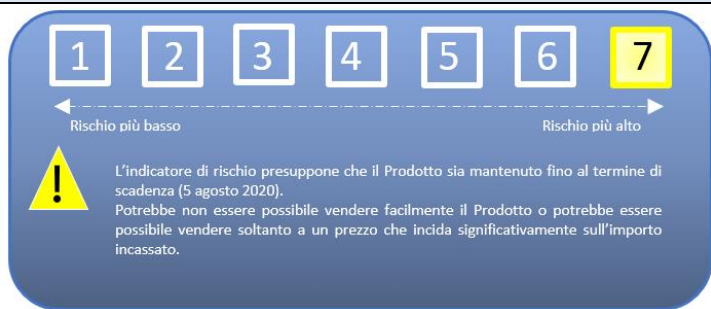 1 2 3 4 5 6 7
Rischio più basso Rischio più alto
!
L'indicatore di rischio presuppone che il Prodotto sia mantenuto fino al termine di
scadenza (5 agosto 2020).
Potrebbe non essere possibile vendere facilmente il Prodotto o potrebbe essere
possibile vendere soltanto a un prezzo che incida significativamente sull'importo
incassato.